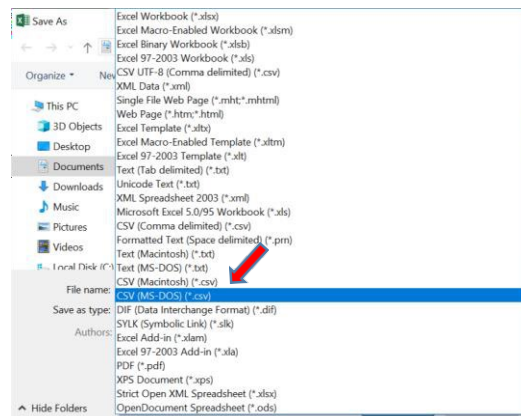 Save As
Organize
New
This PC
3D Objects
Desktop
Documents
Downloads
Music
Pictures
Videos
Local Disk (C:)
File name:
Save as type:
Authors:
Hide Folders
Excel Workbook (*.xlsx)
Excel Macro-Enabled Workbook (*.xlsm)
Excel Binary Workbook (*.xlsb)
Excel 97-2003 Workbook (*.xls)
CSV UTF-8 (Comma delimited) (*.csv)
XML Data (*.xml)
Single File Web Page (*.mht;*.mhtml)
Web Page (*.htm;*.html)
Excel Template (*.xltx)
Excel Macro-Enabled Template (*.xltm)
Excel 97-2003 Template (*.xlt)
Text (Tab delimited) (*.txt)
Unicode Text (*.txt)
XML Spreadsheet 2003 (*.xml)
Microsoft Excel 5.0/95 Workbook (*.xls)
CSV (Comma delimited) (*.csv)
Formatted Text (Space delimited) (*.prn)
Text (Macintosh) (*.txt)
Text (MS-DOS) (*.txt)
CSV (Macintosh) (*.csv)
CSV (MS-DOS) (*.csv)
DIF (Data Interchange Format) (*.dif)
SYLK (Symbolic Link) (*.slk)
Excel Add-in (*.xlam)
Excel 97-2003 Add-in (*.xla)
PDF (*.pdf)
XPS Document (*.xps)
Strict Open XML Spreadsheet (*.xlsx)
OpenDocument Spreadsheet (*.ods)